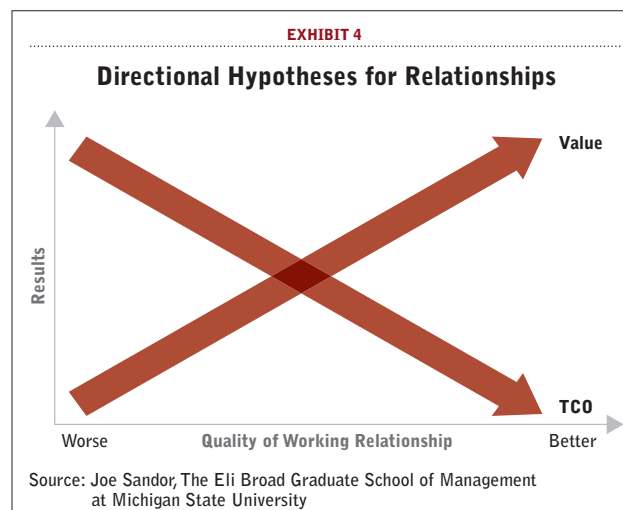 EXHIBIT 4
Directional Hypotheses for Relationships
Value
Results
TCO
Worse Quality of Working Relationship Better
Source: Joe Sandor, The Eli Broad Graduate School of Management
at Michigan State University